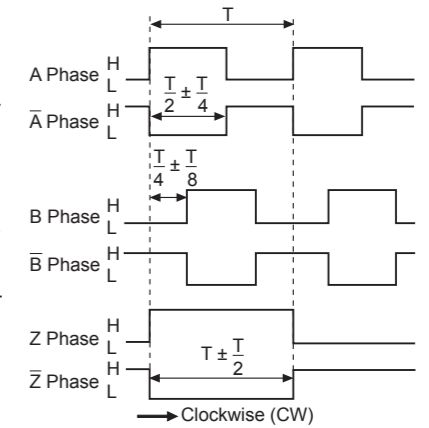 T
A Phase H
L
T/2 ± T/4
A̅ Phase H
L
T/4 ± T/8
B Phase H
L
B̅ Phase H
L
Z Phase H
L
T ± T/2
Z̅ Phase H
L
Clockwise (CW)